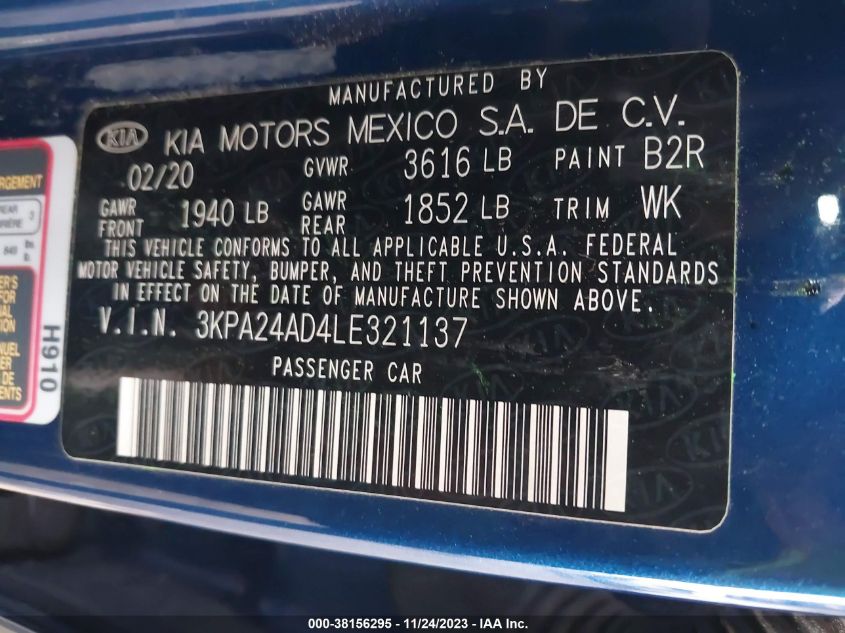 MANUFACTURED BY
KIA KIA MOTORS MEXICO S.A. DE C.V.
02/20 GVWR 3616 LB PAINT B2R
GAWR FRONT 1940 LB GAWR REAR 1852 LB TRIM WK
THIS VEHICLE CONFORMS TO ALL APPLICABLE U.S.A. FEDERAL
MOTOR VEHICLE SAFETY, BUMPER, AND THEFT PREVENTION STANDARDS
IN EFFECT ON THE DATE OF MANUFACTURE SHOWN ABOVE.
V.I.N. 3KPA24AD4LE321137
PASSENGER CAR
H910
000-38156295 - 11/24/2023 - IAA Inc.